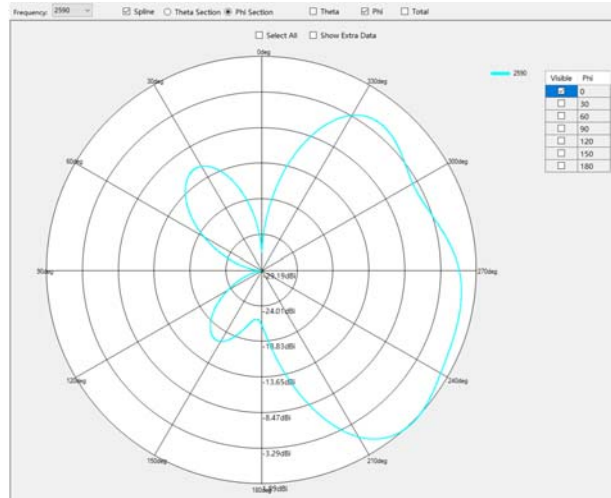 Frequency: 2590 Spline Theta Section Phi Section Theta Phi Total
Select All Show Extra Data
0deg
2590
Visible Phi
0
30
60
90
120
150
180
30deg
330deg
60deg
300deg
90deg
270deg
-29.19dBi
-24.01dBi
-18.83dBi
-13.65dBi
-8.47dBi
-3.29dBi
120deg
240deg
150deg
210deg
180deg